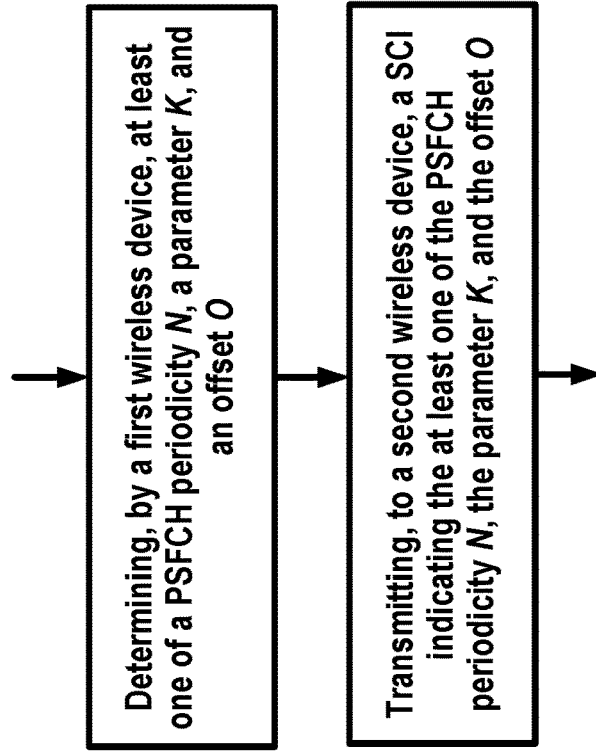 Determining, by a first wireless device, at least
one of a PSFCH periodicity N, a parameter K, and
an offset O
Transmitting, to a second wireless device, a SCI
indicating the at least one of the PSFCH
periodicity N, the parameter K, and the offset O